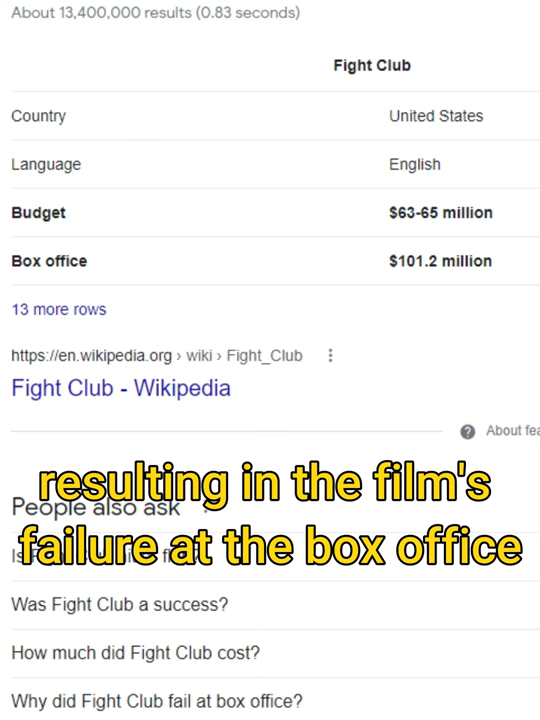 About 13,400,000 results (0.83 seconds)
Fight Club
Country United States
Language English
Budget $63-65 million
Box office $101.2 million
13 more rows
https://en.wikipedia.org › wiki › Fight_Club
Fight Club - Wikipedia
About fea
resulting in the film's
People also ask
failure at the box office
Was Fight Club a success?
How much did Fight Club cost?
Why did Fight Club fail at box office?